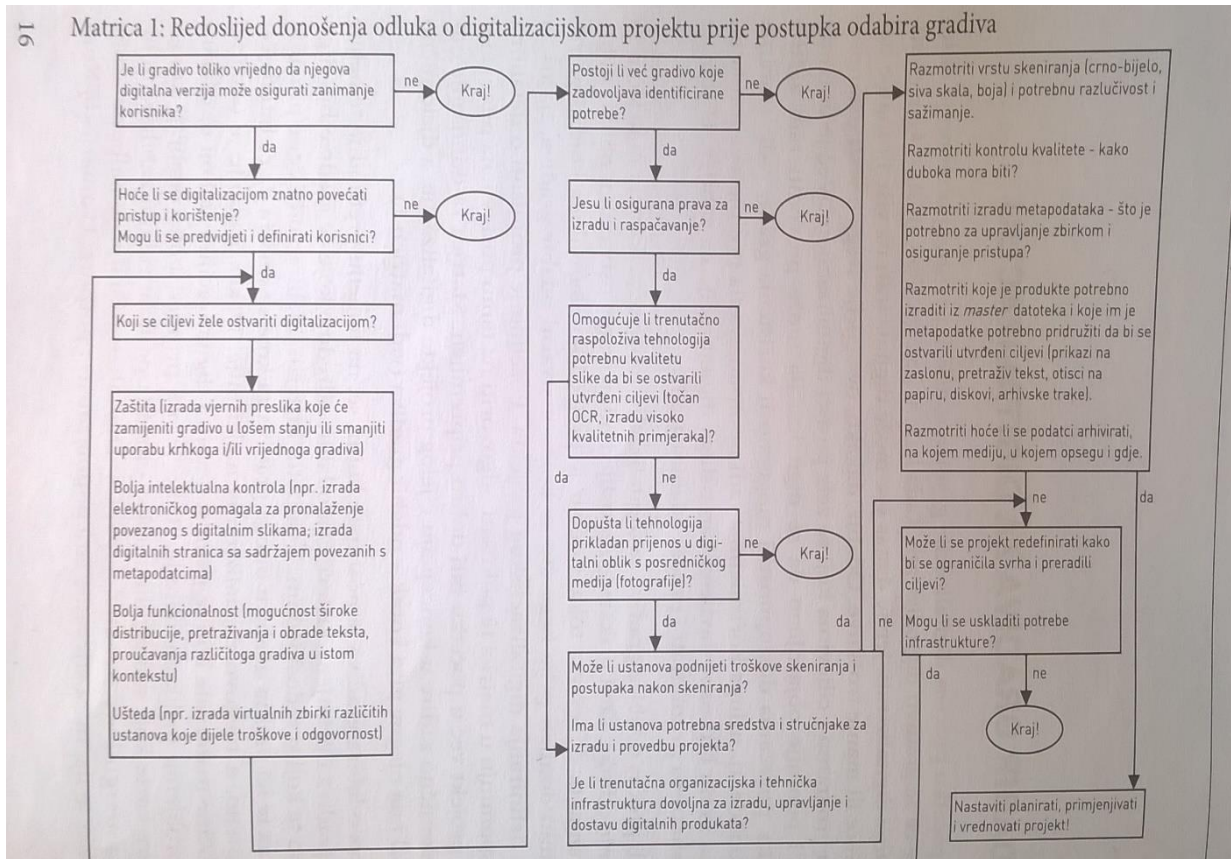 16
Matrica 1: Redoslijed donošenja odluka o digitalizacijskom projektu prije postupka odabira gradiva
Je li gradivo toliko vrijedno da njegova
digitalna verzija može osigurati zanimanje
korisnika?
ne
Kraj!
da
Hoće li se digitalizacijom znatno povećati
pristup i korištenje?
Mogu li se predvidjeti i definirati korisnici?
ne
Kraj!
da
Koji se ciljevi žele ostvariti digitalizacijom?
Zaštita (izrada vjernih preslika koje će
zamijeniti gradivo u lošem stanju ili smanjiti
uporabu krhkoga i/ili vrijednoga gradiva)
Bolja intelektualna kontrola (npr. izrada
elektroničkog pomagala za pronalaženje
povezanog s digitalnim slikama; izrada
digitalnih stranica sa sadržajem povezanih s
metapodatcima)
Bolja funkcionalnost (mogućnost široke
distribucije, pretraživanja i obrade teksta,
proučavanja različitoga gradiva u istom
kontekstu)
Ušteda (npr. izrada virtualnih zbirki različitih
ustanova koje dijele troškove i odgovornost)
Postoji li već gradivo koje
zadovoljava identificirane
potrebe?
ne
Kraj!
da
Jesu li osigurana prava za
izradu i raspačavanje?
ne
Kraj!
da
Omogućuje li trenutačno
raspoloživa tehnologija
potrebnu kvalitetu
slike da bi se ostvarili
utvrđeni ciljevi (točan
OCR, izradu visoko
kvalitetnih primjeraka)?
da
ne
Dopušta li tehnologija
prikladan prijenos u digi-
talni oblik s posredničkog
medija (fotografije)?
ne
Kraj!
da
Može li ustanova podnijeti troškove skeniranja i
postupaka nakon skeniranja?
Ima li ustanova potrebna sredstva i stručnjake za
izradu i provedbu projekta?
Je li trenutačna organizacijska i tehnička
infrastruktura dovoljna za izradu, upravljanje i
dostavu digitalnih produkata?
da
ne
Razmotriti vrstu skeniranja (crno-bijelo,
siva skala, boja) i potrebnu razlučivost i
sažimanje.
Razmotriti kontrolu kvalitete - kako
duboka mora biti?
Razmotriti izradu metapodataka - što je
potrebno za upravljanje zbirkom i
osiguranje pristupa?
Razmotriti koje je produkte potrebno
izraditi iz master datoteka i koje im je
metapodatke potrebno pridružiti da bi se
ostvarili utvrđeni ciljevi (prikazi na
zaslonu, pretraživ tekst, otisci na
papiru, diskovi, arhivske trake).
Razmotriti hoće li se podatci arhivirati,
na kojem mediju, u kojem opsegu i gdje.
ne
da
Može li se projekt redefinirati kako
bi se ograničila svrha i preradili
ciljevi?
Mogu li se uskladiti potrebe
infrastrukture?
da
ne
Kraj!
Nastaviti planirati, primjenjivati
i vrednovati projekt!